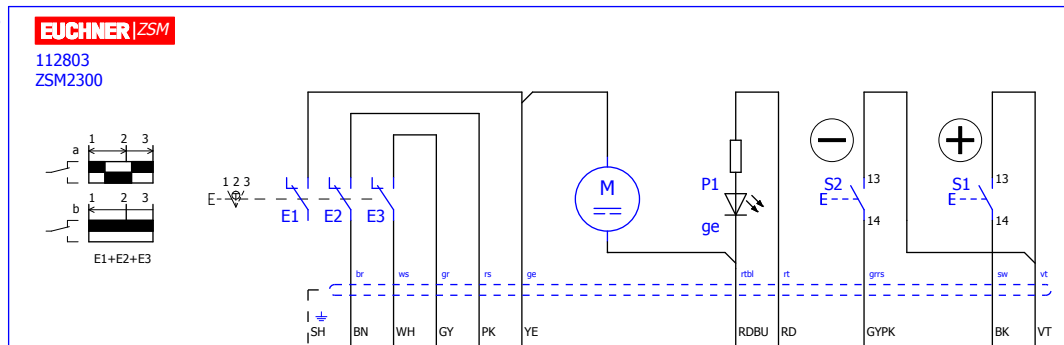 EUCHNER ZSM
112803
ZSM2300
1 2 3
a
1 2 3
b
E1+E2+E3
1 2 3
E
E1 E2 E3
M
P1
ge
S2
E
13
14
S1
E
13
14
br ws gr rs ge rtbl rt grrs sw vt
SH BN WH GY PK YE RDBU RD GYPK BK VT